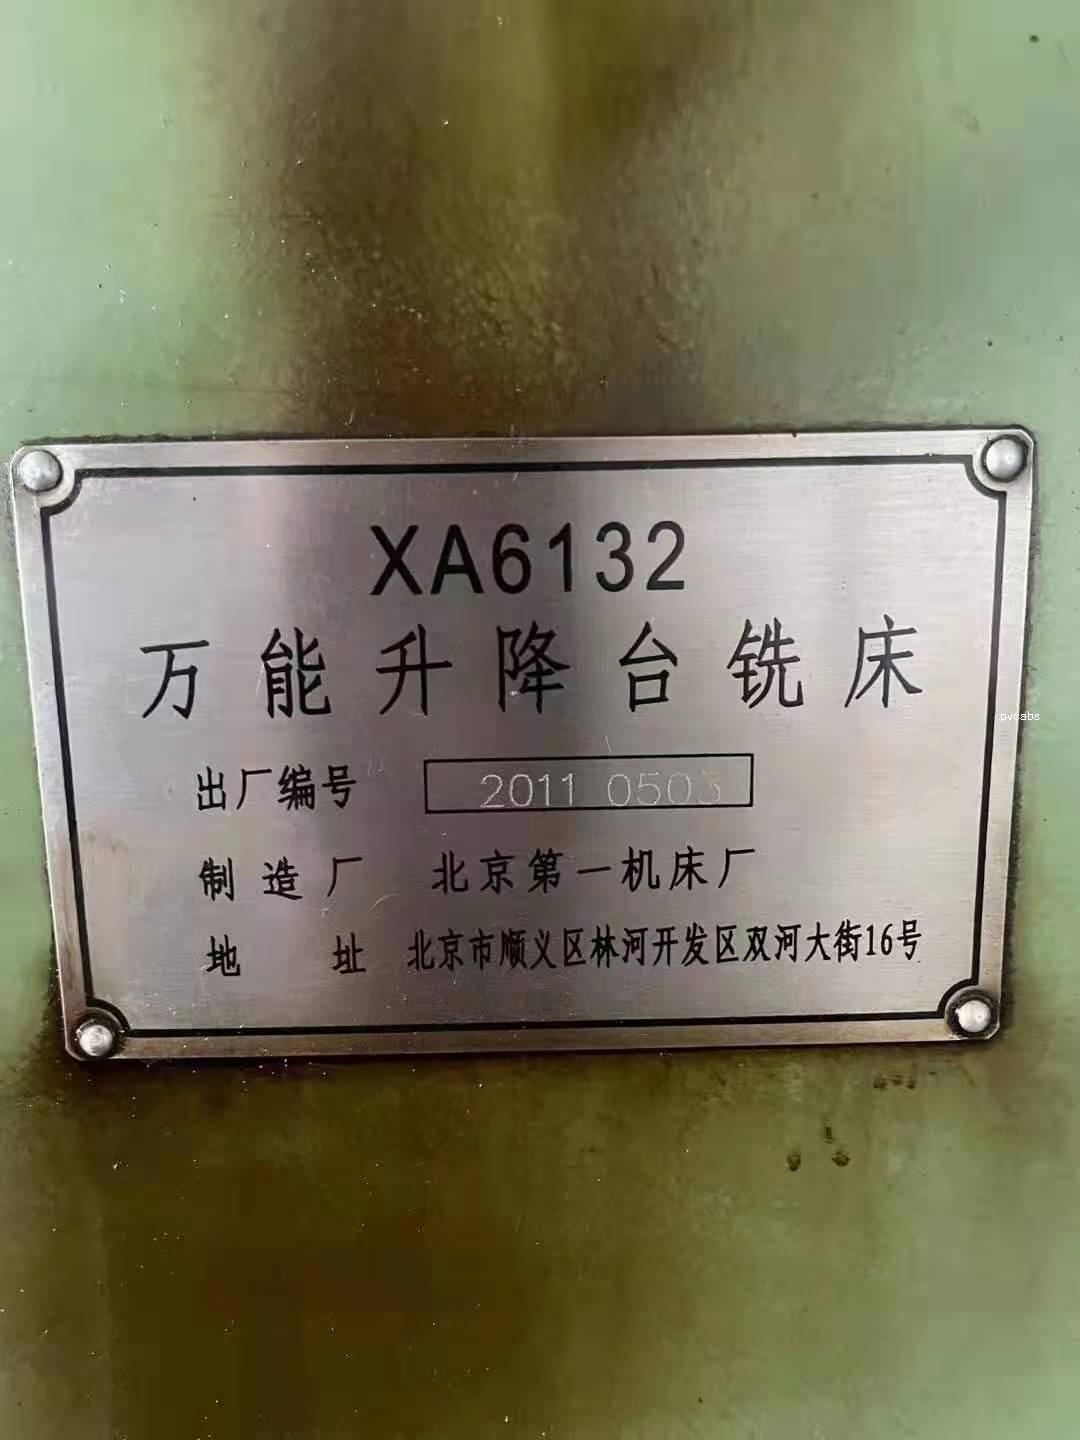 XA6132
万能升降台铣床
出厂编号 2011 0503
制造厂 北京第一机床厂
地址 北京市顺义区林河开发区双河大街16号
pvcabs